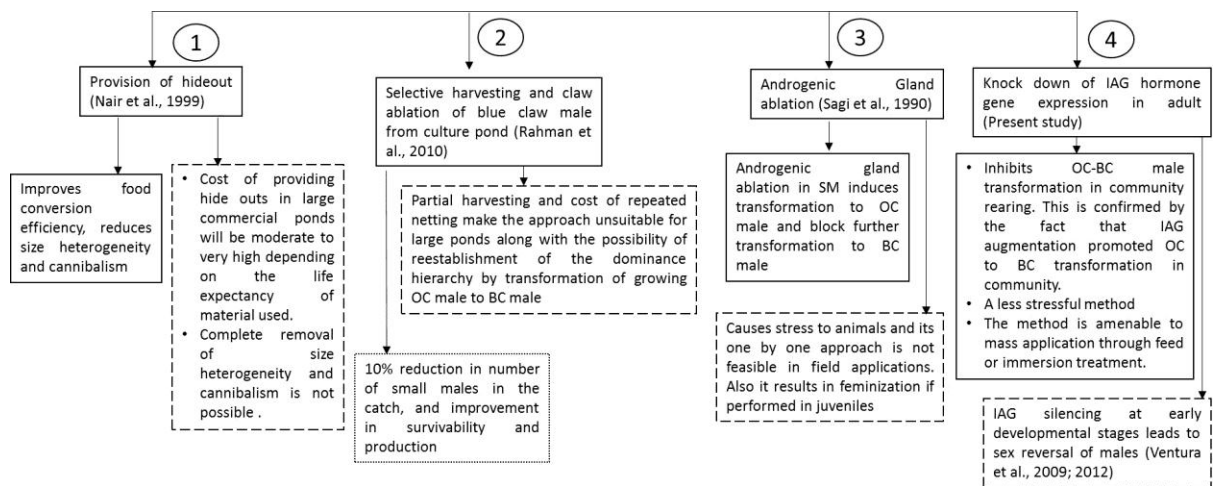 1
Provision of hideout
(Nair et al., 1999)
Improves food
conversion
efficiency, reduces
size heterogeneity
and cannibalism
• Cost of providing
hide outs in large
commercial ponds
will be moderate to
very high depending
on the life
expectancy of
material used.
• Complete removal
of size
heterogeneity and
cannibalism is not
possible .
2
Selective harvesting and claw
ablation of blue claw male
from culture pond (Rahman et
al., 2010)
Partial harvesting and cost of repeated
netting make the approach unsuitable for
large ponds along with the possibility of
reestablishment of the dominance
hierarchy by transformation of growing
OC male to BC male
10% reduction in number
of small males in the
catch, and improvement
in survivability and
production
3
Androgenic Gland
ablation (Sagi et al., 1990)
Androgenic gland
ablation in SM induces
transformation to OC
male and block further
transformation to BC
male
Causes stress to animals and its
one by one approach is not
feasible in field applications.
Also it results in feminization if
performed in juveniles
4
Knock down of IAG hormone
gene expression in adult
(Present study)
• Inhibits OC-BC male
transformation in community
rearing. This is confirmed by
the fact that IAG
augmentation promoted OC
to BC transformation in
community.
• A less stressful method
• The method is amenable to
mass application through feed
or immersion treatment.
IAG silencing at early
developmental stages leads to
sex reversal of males (Ventura
et al., 2009; 2012)